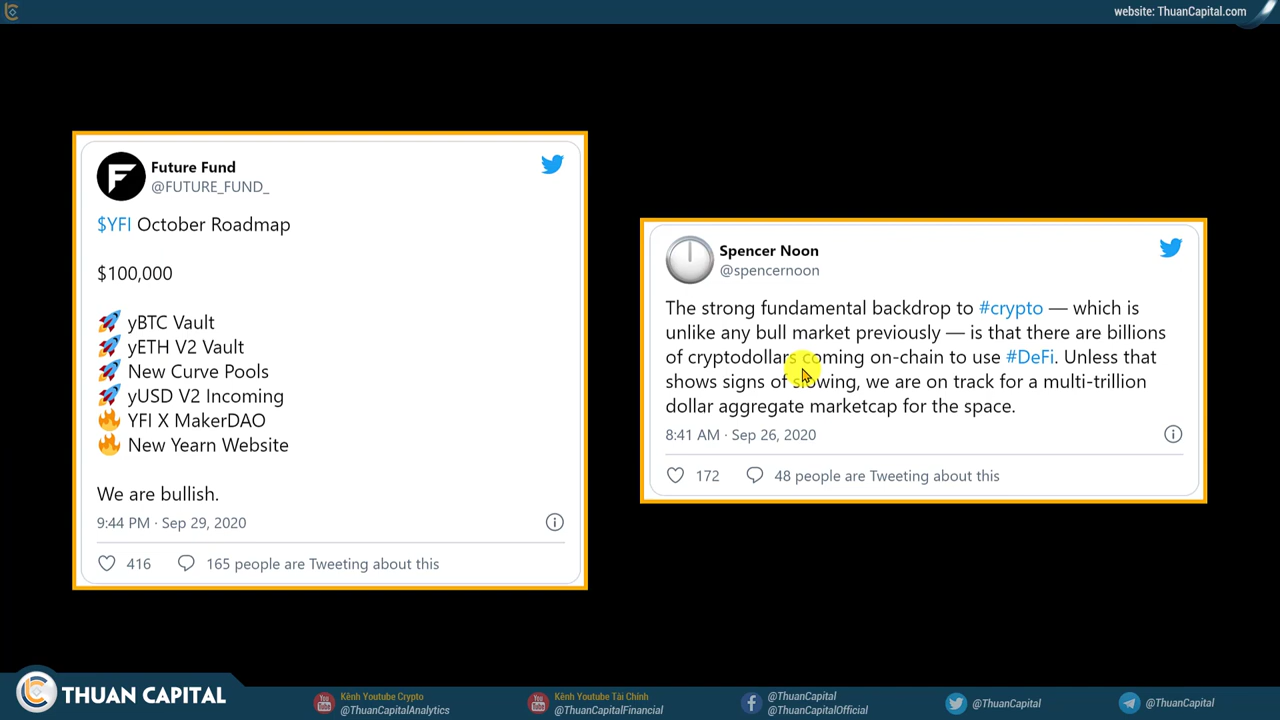 website: ThuanCapital.com
Future Fund
@FUTURE_FUND_
$YFI October Roadmap
$100,000
🚀 yBTC Vault
🚀 yETH V2 Vault
🚀 New Curve Pools
🚀 yUSD V2 Incoming
🔥 YFI X MakerDAO
🔥 New Yearn Website
We are bullish.
9:44 PM · Sep 29, 2020
416
165 people are Tweeting about this
Spencer Noon
@spencernoon
The strong fundamental backdrop to #crypto — which is
unlike any bull market previously — is that there are billions
of cryptodollars coming on-chain to use #DeFi. Unless that
shows signs of slowing, we are on track for a multi-trillion
dollar aggregate marketcap for the space.
8:41 AM · Sep 26, 2020
172
48 people are Tweeting about this
THUAN CAPITAL
Kênh Youtube Crypto
@ThuanCapitalAnalytics
Kênh Youtube Tài Chính
@ThuanCapitalFinancial
@ThuanCapital
@ThuanCapitalOfficial
@ThuanCapital
@ThuanCapital